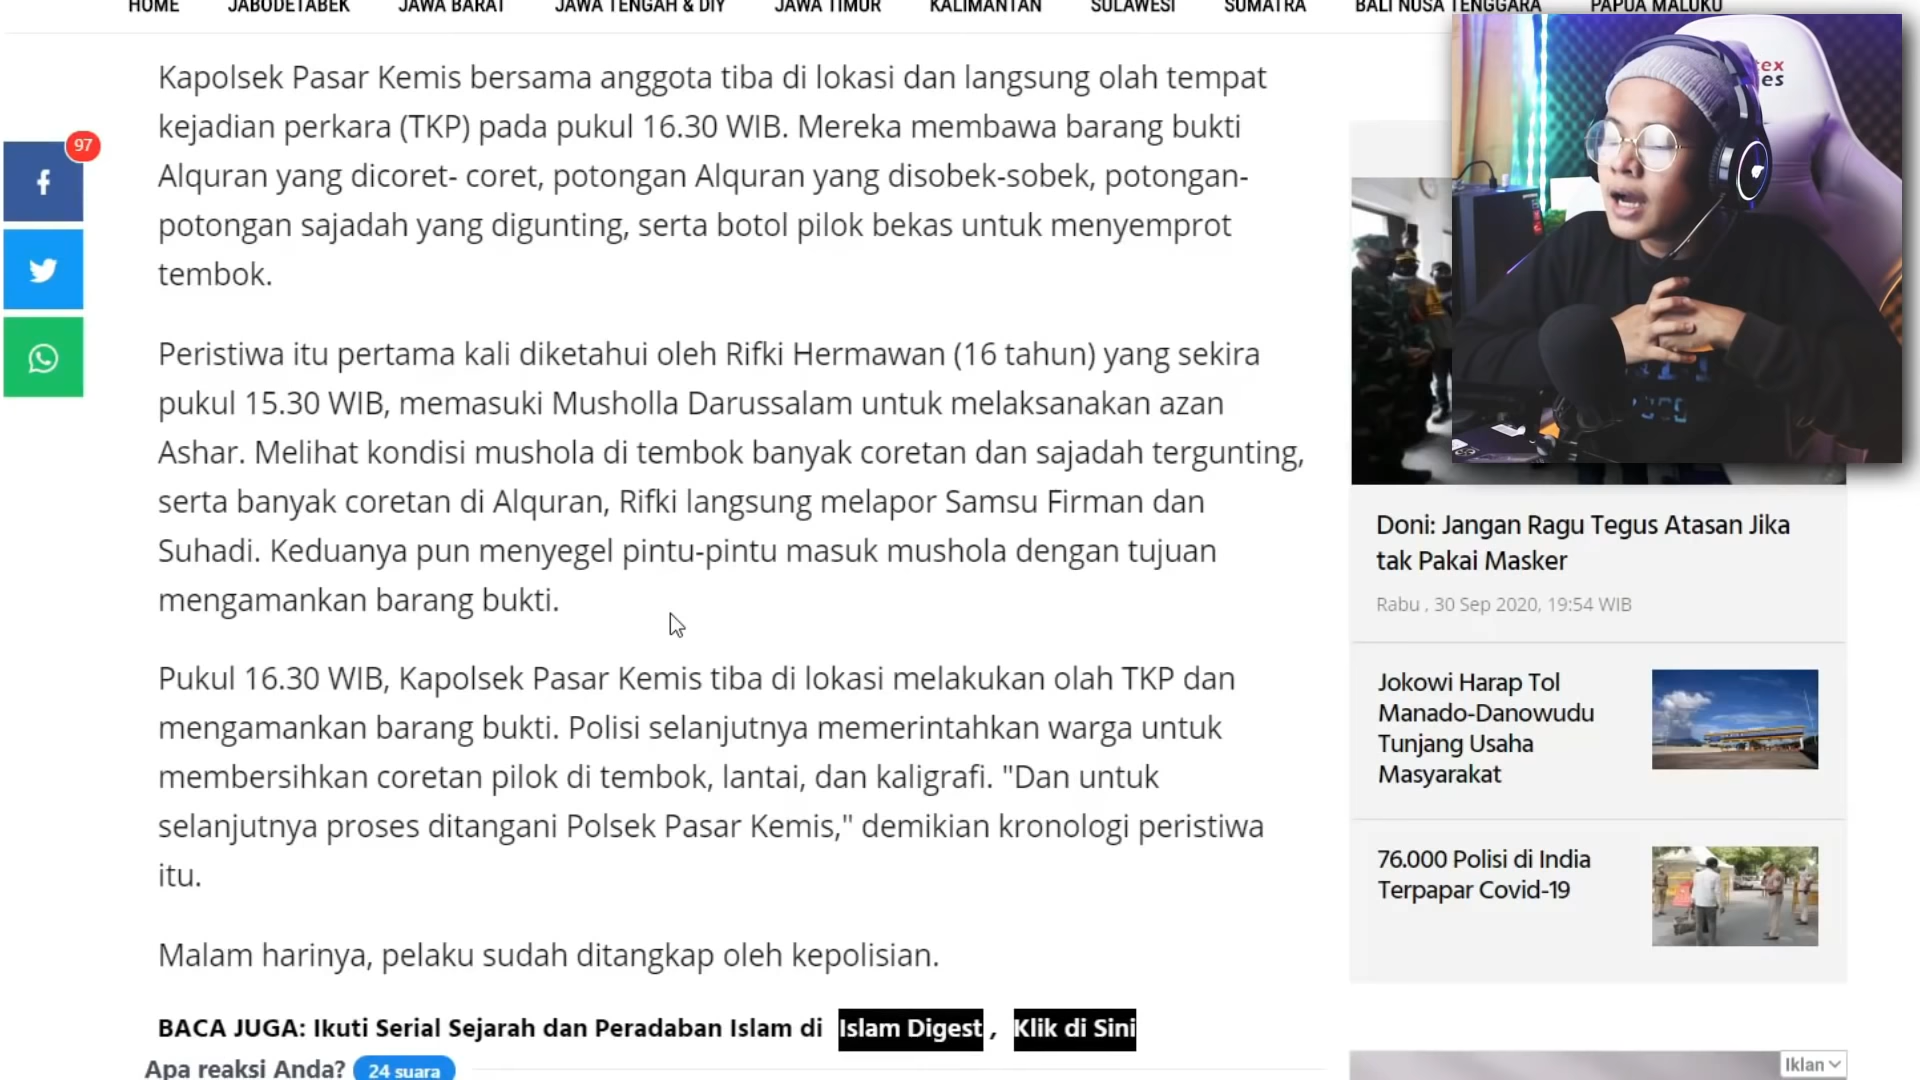 HOME JABODETABEK JAWA BARAT JAWA TENGAH & DIY JAWA TIMUR KALIMANTAN SULAWESI SUMATRA BALI NUSA TENGGARA PAPUA MALUKU
Kapolsek Pasar Kemis bersama anggota tiba di lokasi dan langsung olah tempat
kejadian perkara (TKP) pada pukul 16.30 WIB. Mereka membawa barang bukti
Alquran yang dicoret- coret, potongan Alquran yang disobek-sobek, potongan-
potongan sajadah yang digunting, serta botol pilok bekas untuk menyemprot
tembok.
97
Peristiwa itu pertama kali diketahui oleh Rifki Hermawan (16 tahun) yang sekira
pukul 15.30 WIB, memasuki Musholla Darussalam untuk melaksanakan azan
Ashar. Melihat kondisi mushola di tembok banyak coretan dan sajadah tergunting,
serta banyak coretan di Alquran, Rifki langsung melapor Samsu Firman dan
Suhadi. Keduanya pun menyegel pintu-pintu masuk mushola dengan tujuan
mengamankan barang bukti.
Pukul 16.30 WIB, Kapolsek Pasar Kemis tiba di lokasi melakukan olah TKP dan
mengamankan barang bukti. Polisi selanjutnya memerintahkan warga untuk
membersihkan coretan pilok di tembok, lantai, dan kaligrafi. "Dan untuk
selanjutnya proses ditangani Polsek Pasar Kemis," demikian kronologi peristiwa
itu.
Malam harinya, pelaku sudah ditangkap oleh kepolisian.
BACA JUGA: Ikuti Serial Sejarah dan Peradaban Islam di Islam Digest , Klik di Sini
Apa reaksi Anda? 24 suara
Doni: Jangan Ragu Tegus Atasan Jika
tak Pakai Masker
Rabu , 30 Sep 2020, 19:54 WIB
Jokowi Harap Tol
Manado-Danowudu
Tunjang Usaha
Masyarakat
76.000 Polisi di India
Terpapar Covid-19
Iklan